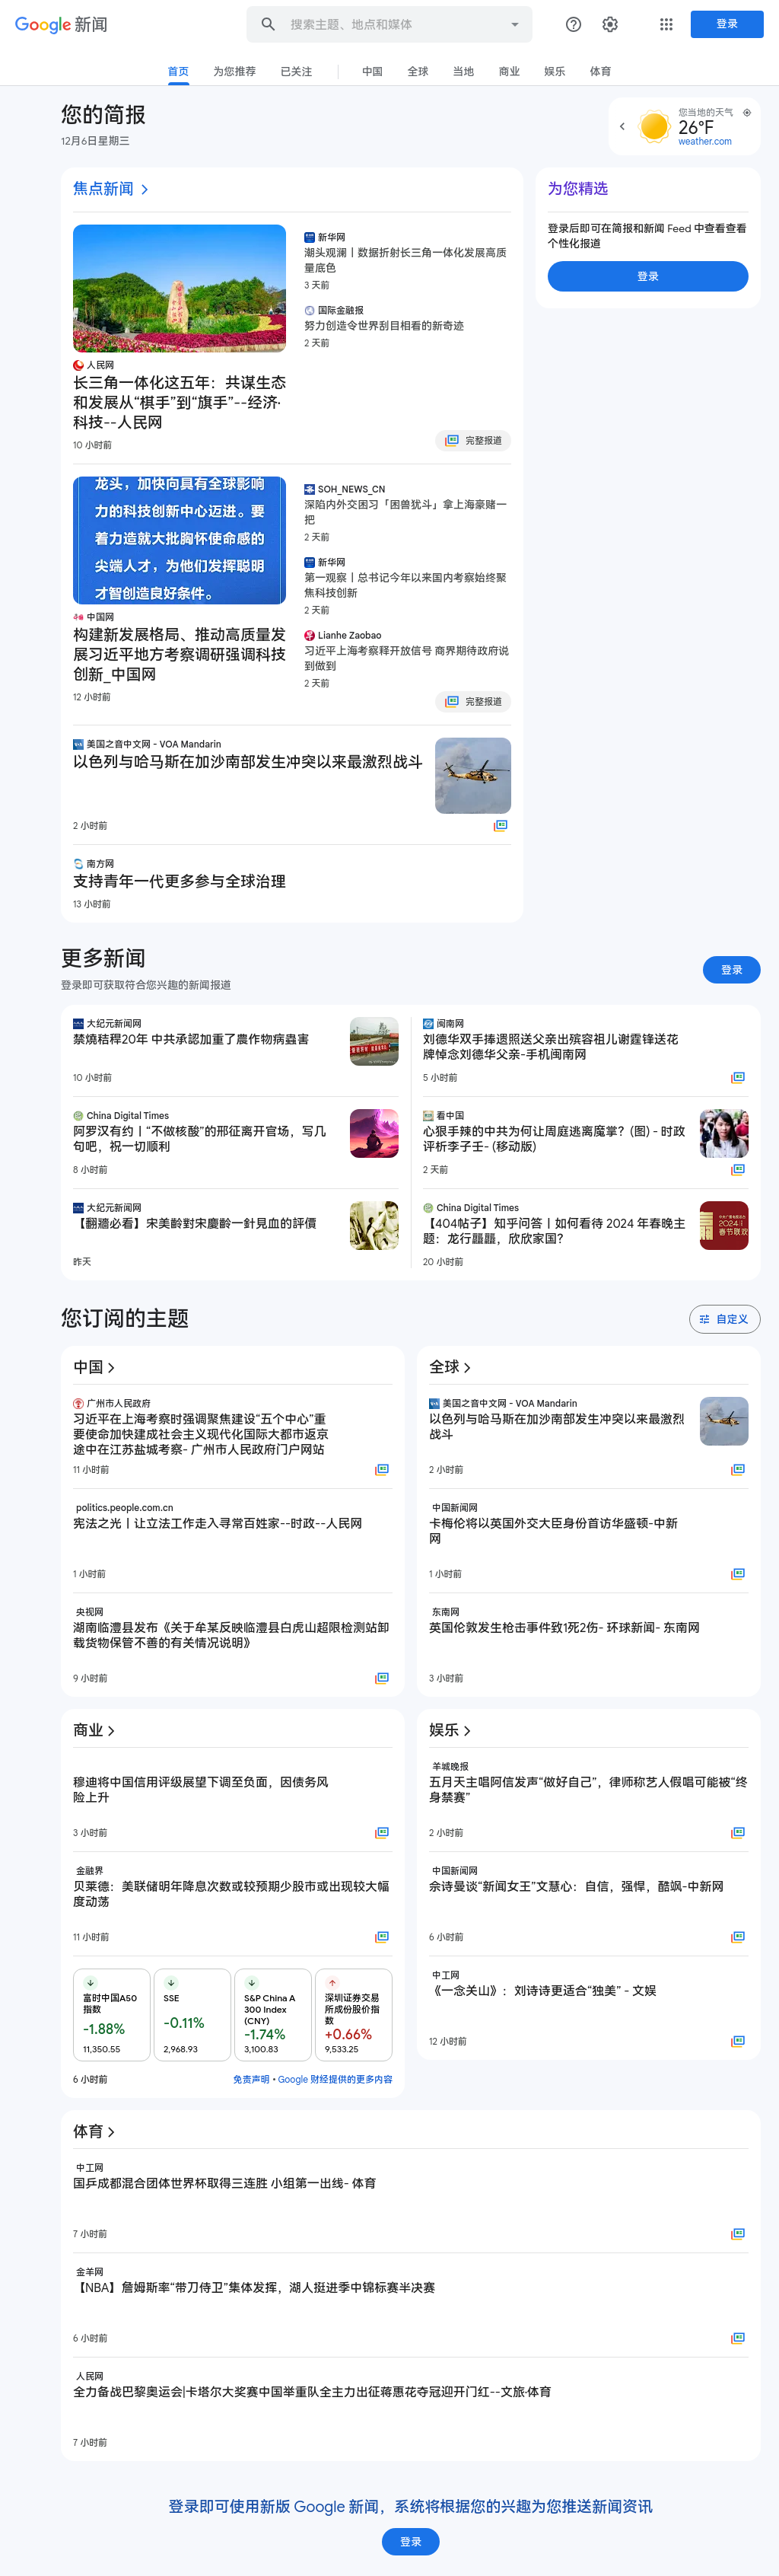 Google 新闻
搜索主题、地点和媒体
登录
首页
为您推荐
已关注
中国
全球
当地
商业
娱乐
体育
您的简报
12月6日星期三
您当地的天气
26°F
weather.com
焦点新闻
人民网
长三角一体化这五年：共谋生态
和发展从“棋手”到“旗手”--经济·
科技--人民网
10 小时前
新华网
潮头观澜丨数据折射长三角一体化发展高质
量底色
3 天前
国际金融报
努力创造令世界刮目相看的新奇迹
2 天前
完整报道
龙头，加快向具有全球影响
力的科技创新中心迈进。要
着力造就大批胸怀使命感的
尖端人才，为他们发挥聪明
才智创造良好条件。
中国网
构建新发展格局、推动高质量发
展习近平地方考察调研强调科技
创新_中国网
12 小时前
SOH_NEWS_CN
深陷内外交困习「困兽犹斗」拿上海豪赌一
把
2 天前
新华网
第一观察丨总书记今年以来国内考察始终聚
焦科技创新
2 天前
Lianhe Zaobao
习近平上海考察释开放信号 商界期待政府说
到做到
2 天前
完整报道
美国之音中文网 - VOA Mandarin
以色列与哈马斯在加沙南部发生冲突以来最激烈战斗
2 小时前
南方网
支持青年一代更多参与全球治理
13 小时前
为您精选
登录后即可在简报和新闻 Feed 中查看查看
个性化报道
登录
更多新闻
登录即可获取符合您兴趣的新闻报道
登录
大纪元新闻网
禁燒秸稈20年 中共承認加重了農作物病蟲害
10 小时前
China Digital Times
阿罗汉有约丨“不做核酸”的邢征离开官场，写几
句吧，祝一切顺利
8 小时前
大纪元新闻网
【翻牆必看】宋美齡對宋慶齡一針見血的評價
昨天
闽南网
刘德华双手捧遗照送父亲出殡容祖儿谢霆锋送花
牌悼念刘德华父亲-手机闽南网
5 小时前
看中国
心狠手辣的中共为何让周庭逃离魔掌？(图) - 时政
评析李子壬- (移动版)
2 天前
China Digital Times
【404帖子】知乎问答丨如何看待 2024 年春晚主
题：龙行龘龘，欣欣家国？
20 小时前
您订阅的主题
自定义
中国
广州市人民政府
习近平在上海考察时强调聚焦建设“五个中心”重
要使命加快建成社会主义现代化国际大都市返京
途中在江苏盐城考察- 广州市人民政府门户网站
11 小时前
politics.people.com.cn
宪法之光丨让立法工作走入寻常百姓家--时政--人民网
1 小时前
央视网
湖南临澧县发布《关于牟某反映临澧县白虎山超限检测站卸
载货物保管不善的有关情况说明》
9 小时前
全球
美国之音中文网 - VOA Mandarin
以色列与哈马斯在加沙南部发生冲突以来最激烈
战斗
2 小时前
中国新闻网
卡梅伦将以英国外交大臣身份首访华盛顿-中新
网
1 小时前
东南网
英国伦敦发生枪击事件致1死2伤- 环球新闻- 东南网
3 小时前
商业
穆迪将中国信用评级展望下调至负面，因债务风
险上升
3 小时前
金融界
贝莱德：美联储明年降息次数或较预期少股市或出现较大幅
度动荡
11 小时前
富时中国A50
指数
-1.88%
11,350.55
SSE
-0.11%
2,968.93
S&P China A
300 Index
(CNY)
-1.74%
3,100.83
深圳证券交易
所成份股价指
数
+0.66%
9,533.25
6 小时前
免责声明 • Google 财经提供的更多内容
娱乐
羊城晚报
五月天主唱阿信发声“做好自己”，律师称艺人假唱可能被“终
身禁赛”
2 小时前
中国新闻网
佘诗曼谈“新闻女王”文慧心：自信，强悍，酷飒-中新网
6 小时前
中工网
《一念关山》：刘诗诗更适合“独美” - 文娱
12 小时前
体育
中工网
国乒成都混合团体世界杯取得三连胜 小组第一出线- 体育
7 小时前
金羊网
【NBA】詹姆斯率“带刀侍卫”集体发挥，湖人挺进季中锦标赛半决赛
6 小时前
人民网
全力备战巴黎奥运会|卡塔尔大奖赛中国举重队全主力出征蒋惠花夺冠迎开门红--文旅·体育
7 小时前
登录即可使用新版 Google 新闻，系统将根据您的兴趣为您推送新闻资讯
登录